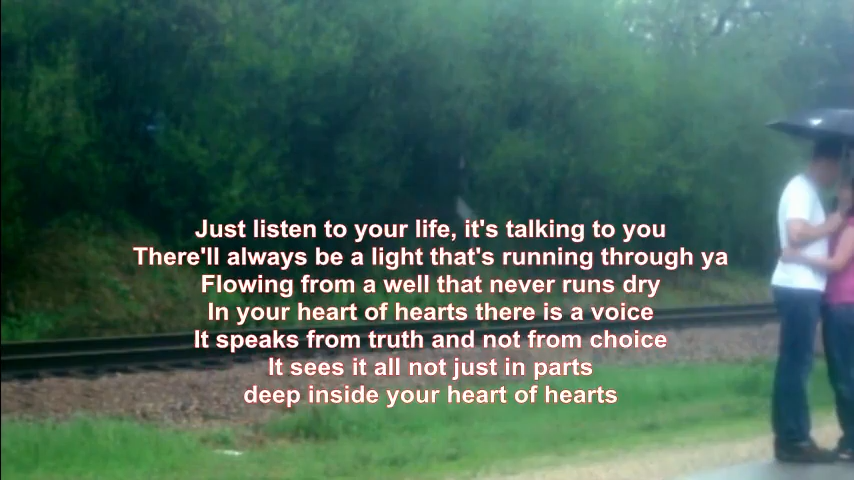 Just listen to your life, it's talking to you
There'll always be a light that's running through ya
Flowing from a well that never runs dry
In your heart of hearts there is a voice
It speaks from truth and not from choice
It sees it all not just in parts
deep inside your heart of hearts